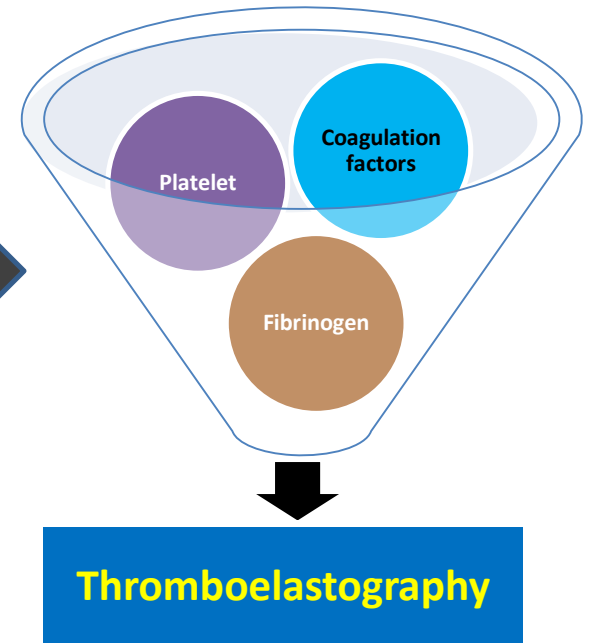 Coagulation
factors
Platelet
Fibrinogen
Thromboelastography